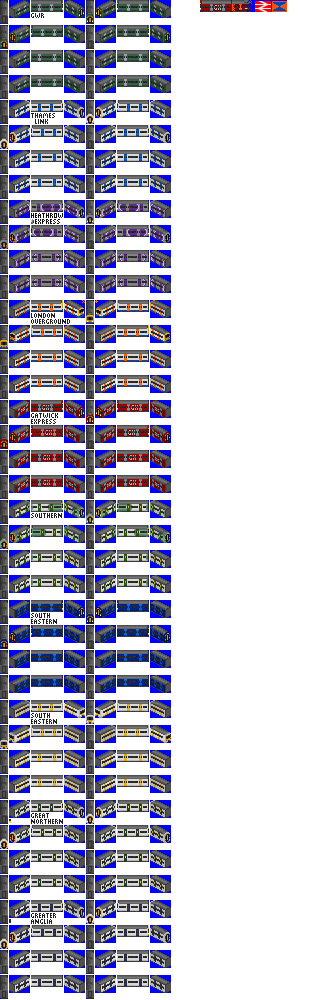 GWR
THAMES
LINK
HEATHROW
EXPRESS
LONDON
OVERGROUND
GATWICK
EXPRESS
SOUTHERN
SOUTH
EASTERN
SOUTH
EASTERN
GREAT
NORTHERN
GREATER
ANGLIA